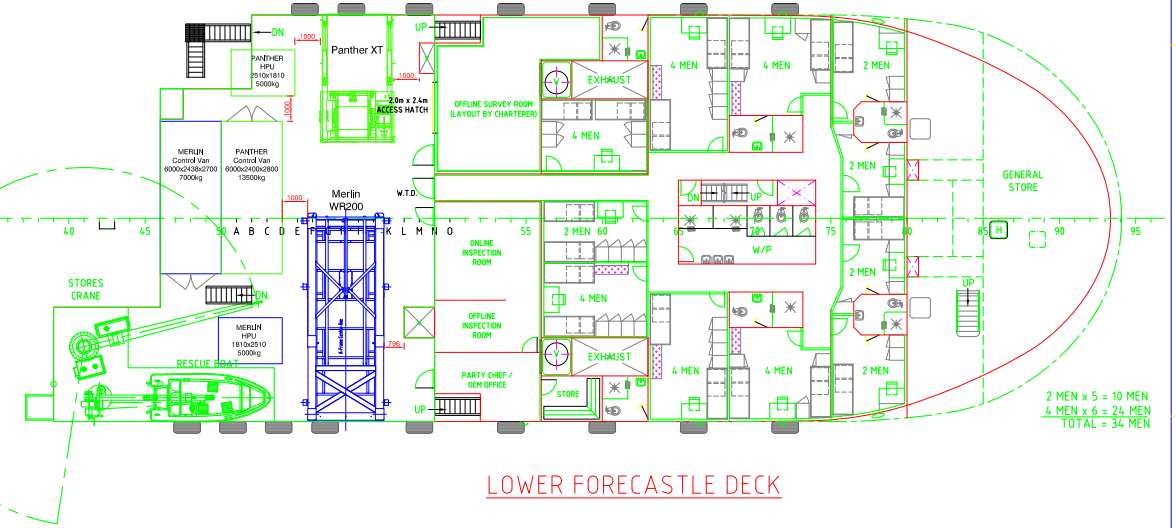 DN.
1000
Panther XT
UP
PANTHER
HPU
2510x1810
5000kg
1000
2.0m x 2.4m
ACCESS HATCH
1000
OFFLINE SURVEY ROOM
(LAYOUT BY CHARTERER)
V
EXHAUST
4 MEN
4 MEN
4 MEN
2 MEN
MERLIN
Control Van
6000x2438x2700
7000kg
PANTHER
Control Van
6000x2400x2800
13500kg
1000
Merlin
WR200
W.T.D.
2 MEN
DN.
UP
GENERAL
STORE
40
45
50
A B C D E F G H I J K L M N O
55
2 MEN
60
65
70
75
80
85
H
90
95
W/P
ONLINE
INSPECTION
ROOM
STORES
CRANE
DN.
4 MEN
2 MEN
UP
MERLIN
HPU
1810x2510
5000kg
OFFLINE
INSPECTION
ROOM
796
RESCUE BOAT
V
EXHAUST
PARTY CHIEF /
OCM OFFICE
STORE
4 MEN
4 MEN
2 MEN
UP
2 MEN x 5 = 10 MEN
4 MEN x 6 = 24 MEN
TOTAL = 34 MEN
LOWER FORECASTLE DECK